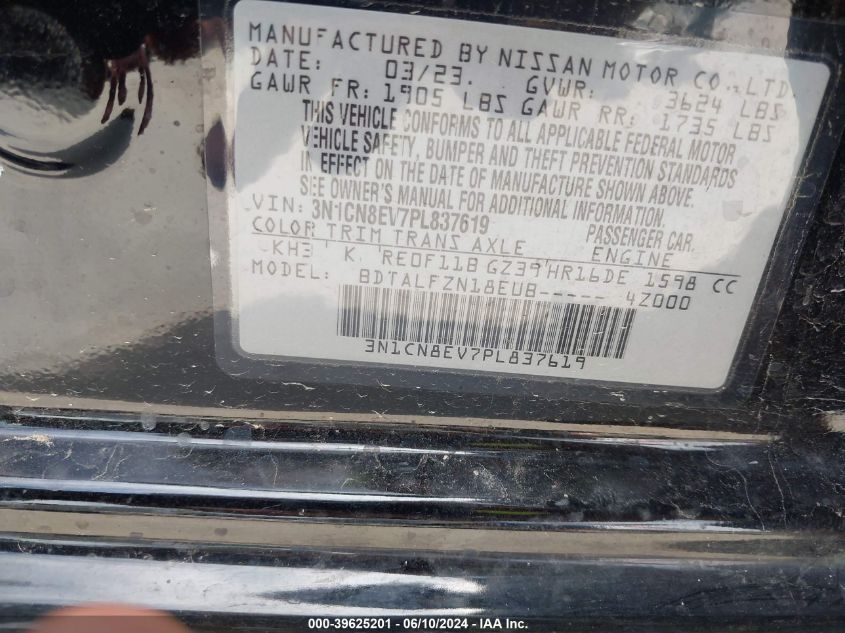 MANUFACTURED BY NISSAN MOTOR CO., LTD.
DATE: 03/23. GVWR: 3624 LBS
GAWR FR: 1905 LBS GAWR RR: 1735 LBS
THIS VEHICLE CONFORMS TO ALL APPLICABLE FEDERAL MOTOR
VEHICLE SAFETY, BUMPER AND THEFT PREVENTION STANDARDS
IN EFFECT ON THE DATE OF MANUFACTURE SHOWN ABOVE.
SEE OWNER'S MANUAL FOR ADDITIONAL INFORMATION.
VIN: 3N1CN8EV7PL837619 PASSENGER CAR.
COLOR TRIM TRANS AXLE ENGINE
KH3 K RE0F11B GZ39 HR16DE 1598 CC
MODEL: BDTALFZN18EUB----- 4Z000
3N1CN8EV7PL837619
000-39625201 - 06/10/2024 - WWW.IAAI.COM